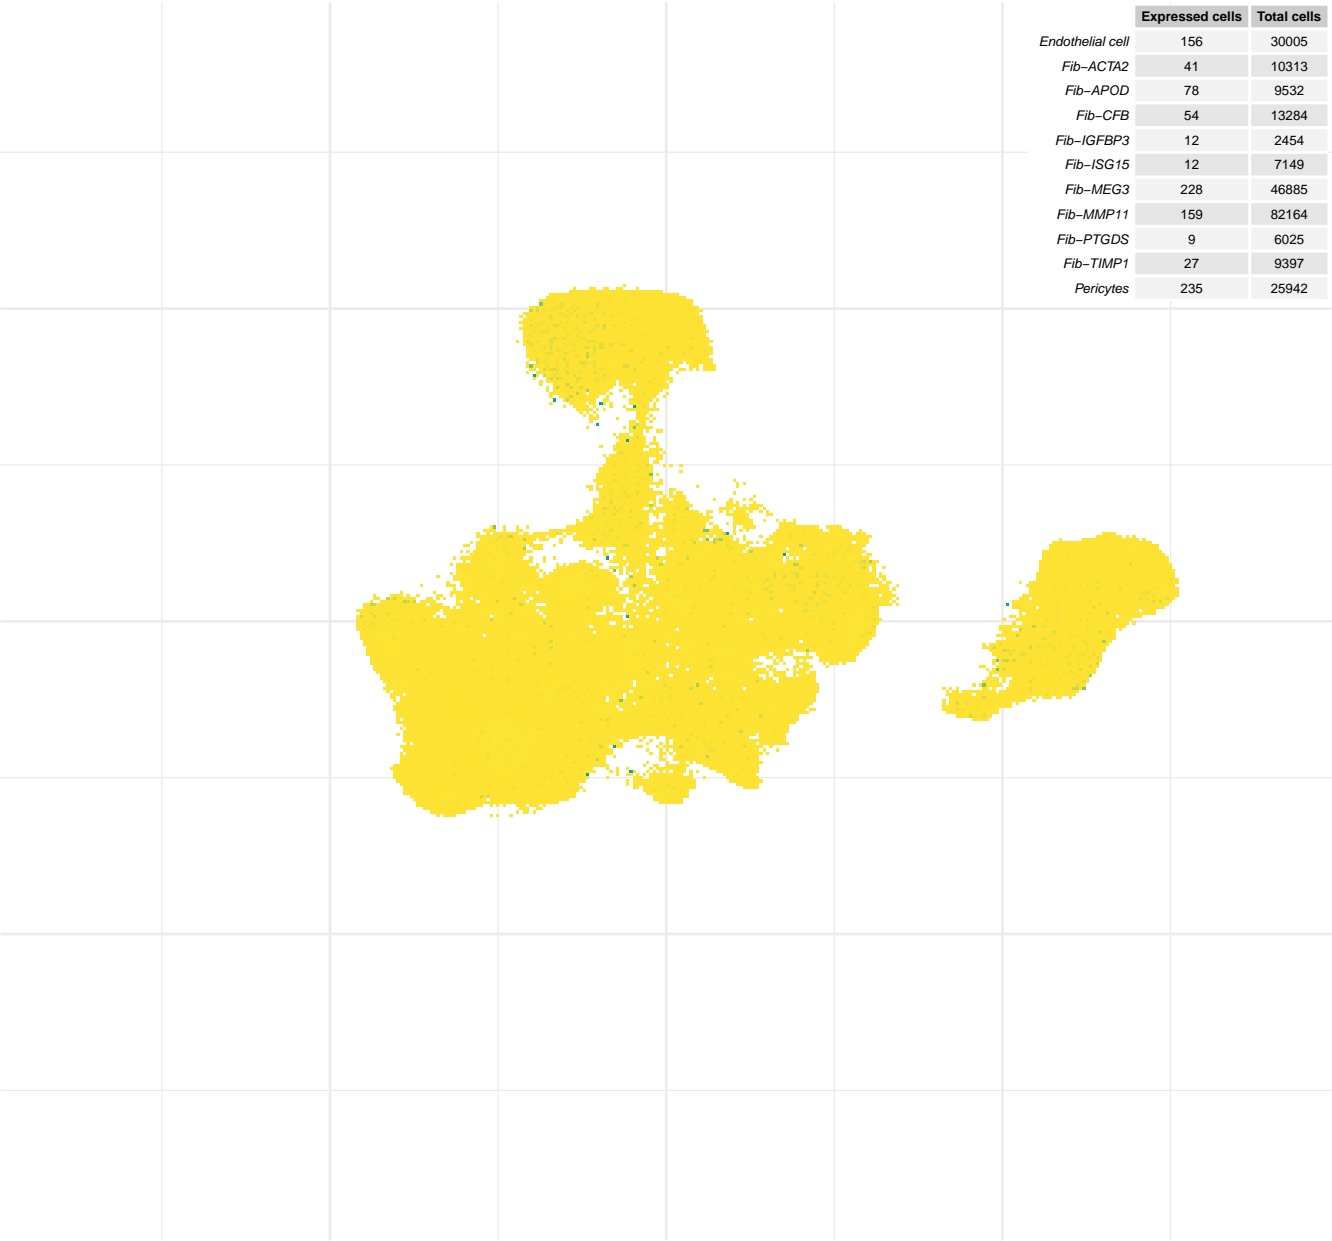 Expressed cells Total cells
Endothelial cell 156 30005
Fib−ACTA2 41 10313
Fib−APOD 78 9532
Fib−CFB 54 13284
Fib−IGFBP3 12 2454
Fib−ISG15 12 7149
Fib−MEG3 228 46885
Fib−MMP11 159 82164
Fib−PTGDS 9 6025
Fib−TIMP1 27 9397
Pericytes 235 25942